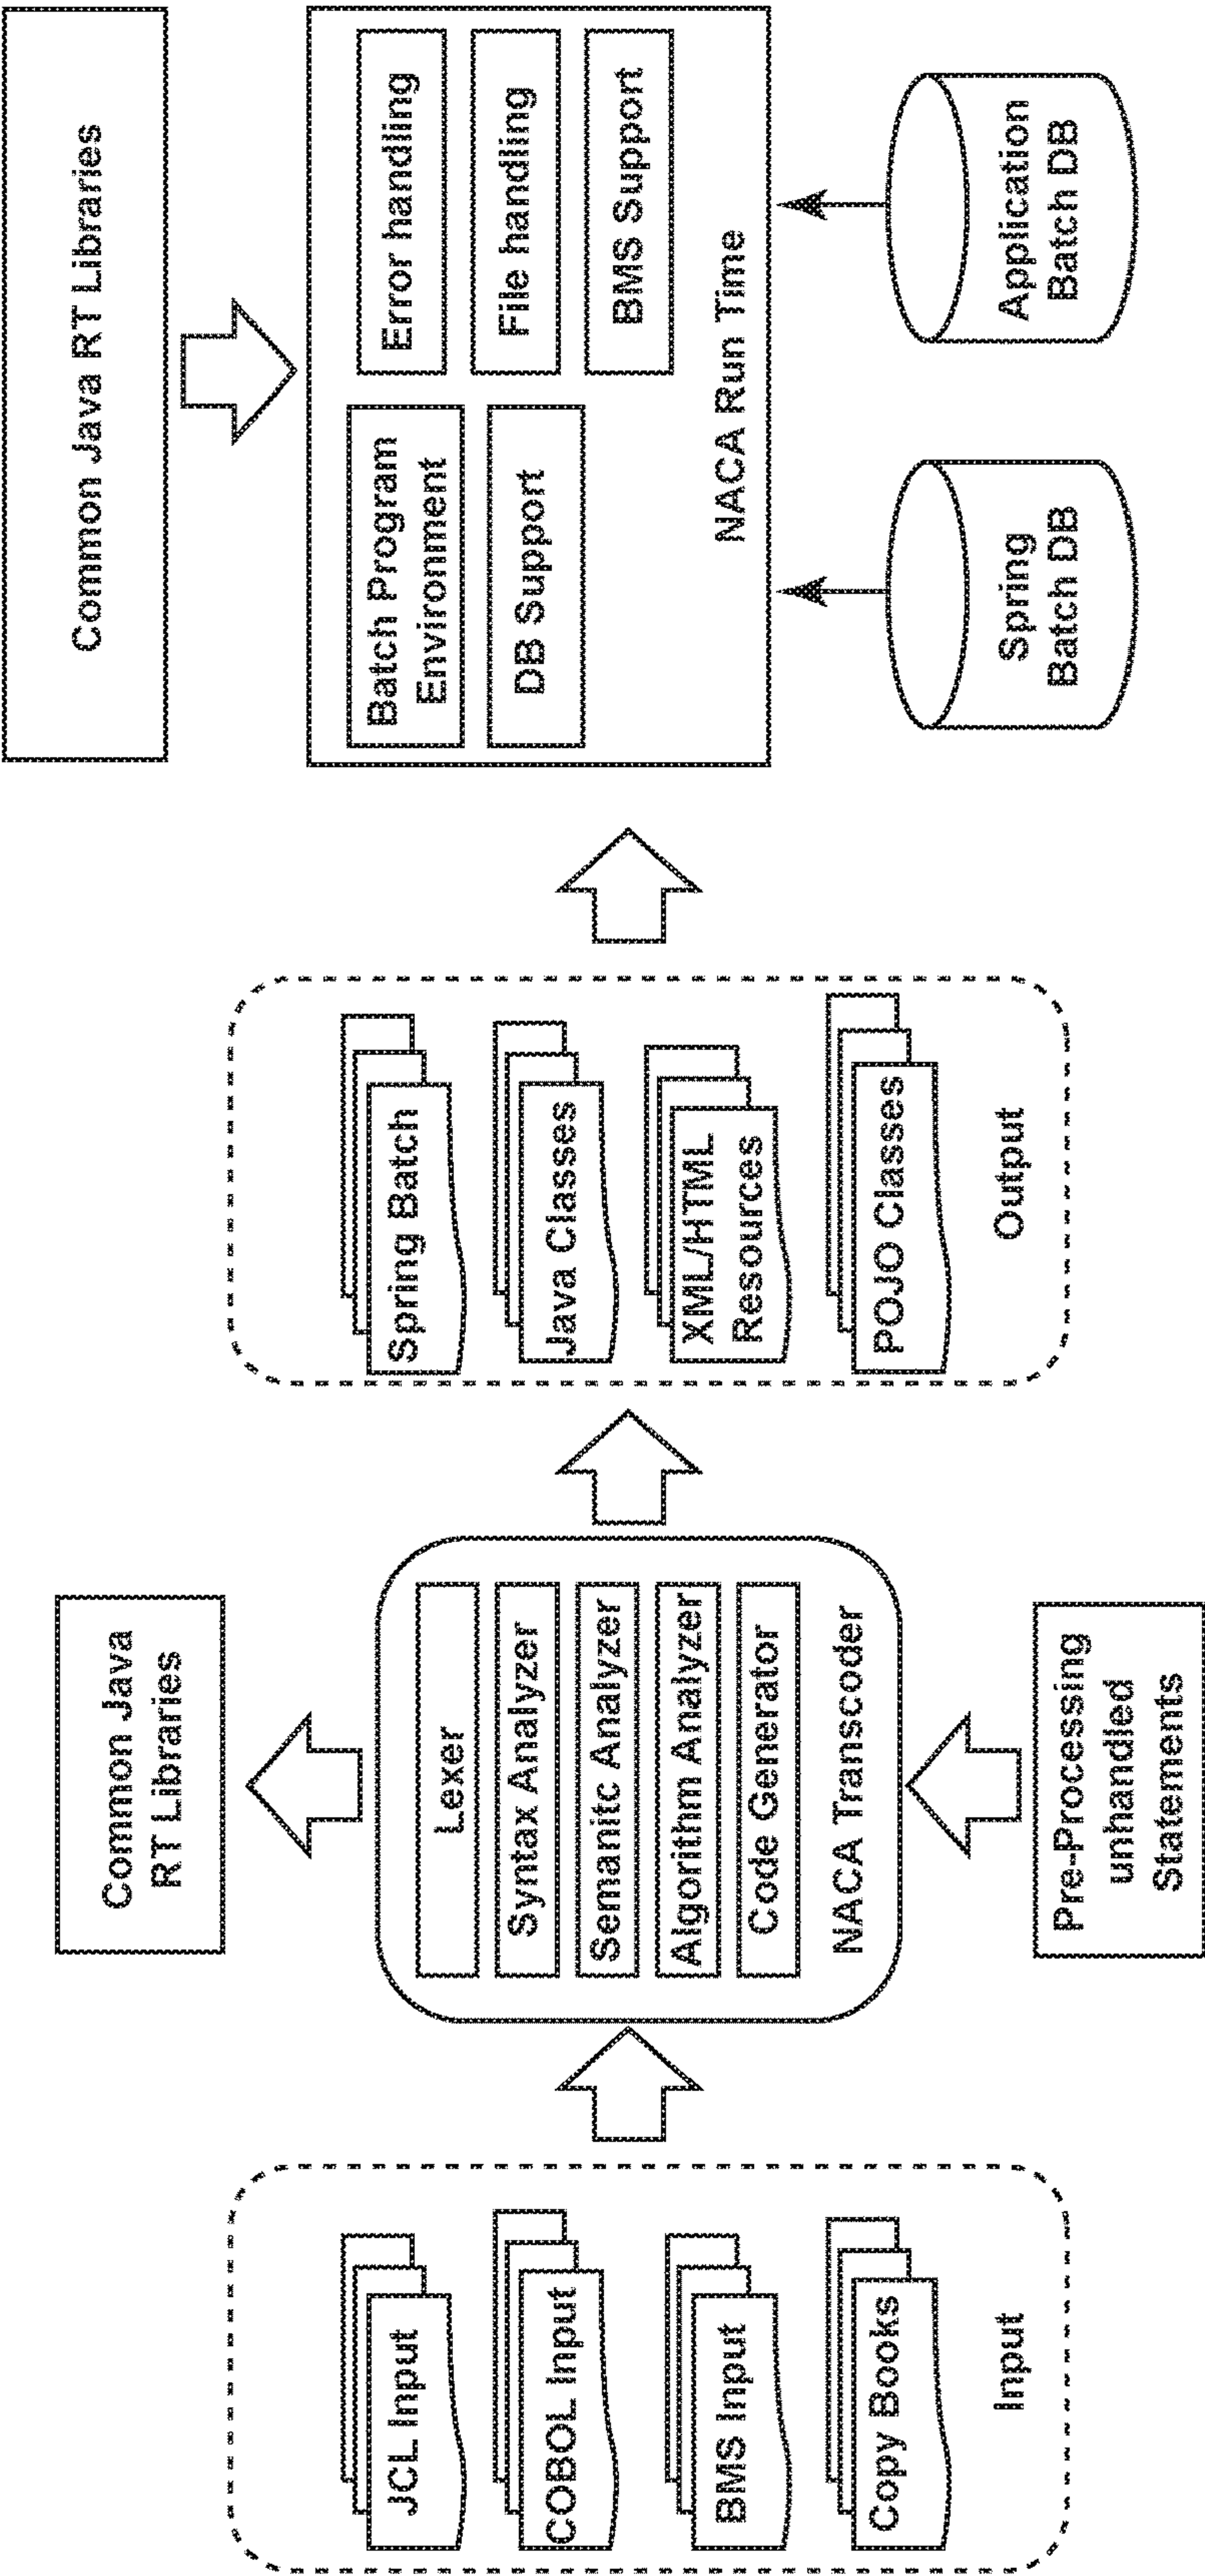 JCL Input
COBOL Input
BMS Input
Copy Books
Input
Common Java
RT Libraries
Lexer
Syntax Analyzer
Semanitc Analyzer
Algorithm Analyzer
Code Generator
NACA Transcoder
Pre-Processing
unhandled
Statements
Spring Batch
Java Classes
XML/HTML
Resources
POJO Classes
Output
Common Java RT Libraries
Batch Program
Environment
DB Support
Error handling
File handling
BMS Support
NACA Run Time
Spring
Batch DB
Application
Batch DB